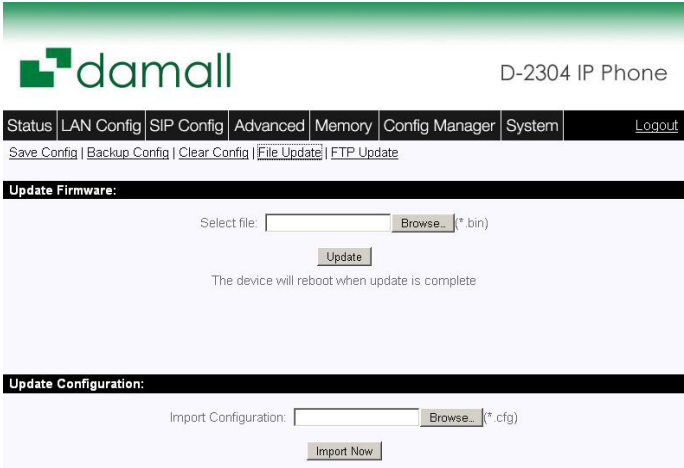 damall
D-2304 IP Phone
Status LAN Config SIP Config Advanced Memory Config Manager System Logout
Save Config | Backup Config | Clear Config | File Update | FTP Update
Update Firmware:
Select file: Browse... (*.bin)
Update
The device will reboot when update is complete
Update Configuration:
Import Configuration: Browse... (*.cfg)
Import Now